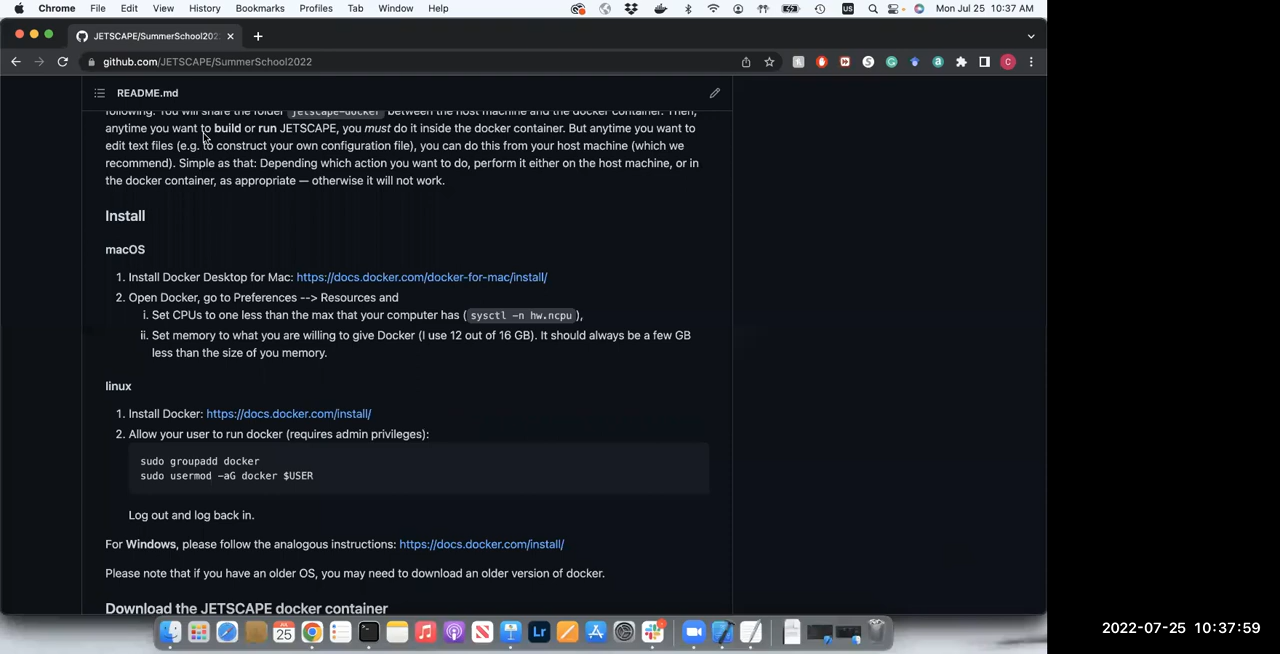 Chrome File Edit View History Bookmarks Profiles Tab Window Help US Mon Jul 25 10:37 AM
JETSCAPE/SummerSchool202
github.com/JETSCAPE/SummerSchool2022
README.md
following: You will share the folder jetscape-docker between the host machine and the docker container. Then,
anytime you want to build or run JETSCAPE, you must do it inside the docker container. But anytime you want to
edit text files (e.g. to construct your own configuration file), you can do this from your host machine (which we
recommend). Simple as that: Depending which action you want to do, perform it either on the host machine, or in
the docker container, as appropriate — otherwise it will not work.
Install
macOS
1. Install Docker Desktop for Mac: https://docs.docker.com/docker-for-mac/install/
2. Open Docker, go to Preferences --> Resources and
i. Set CPUs to one less than the max that your computer has ( sysctl -n hw.ncpu ),
ii. Set memory to what you are willing to give Docker (I use 12 out of 16 GB). It should always be a few GB
less than the size of you memory.
linux
1. Install Docker: https://docs.docker.com/install/
2. Allow your user to run docker (requires admin privileges):
sudo groupadd docker
sudo usermod -aG docker $USER
Log out and log back in.
For Windows, please follow the analogous instructions: https://docs.docker.com/install/
Please note that if you have an older OS, you may need to download an older version of docker.
Download the JETSCAPE docker container
JUL
25
Lr
2022-07-25 10:37:59